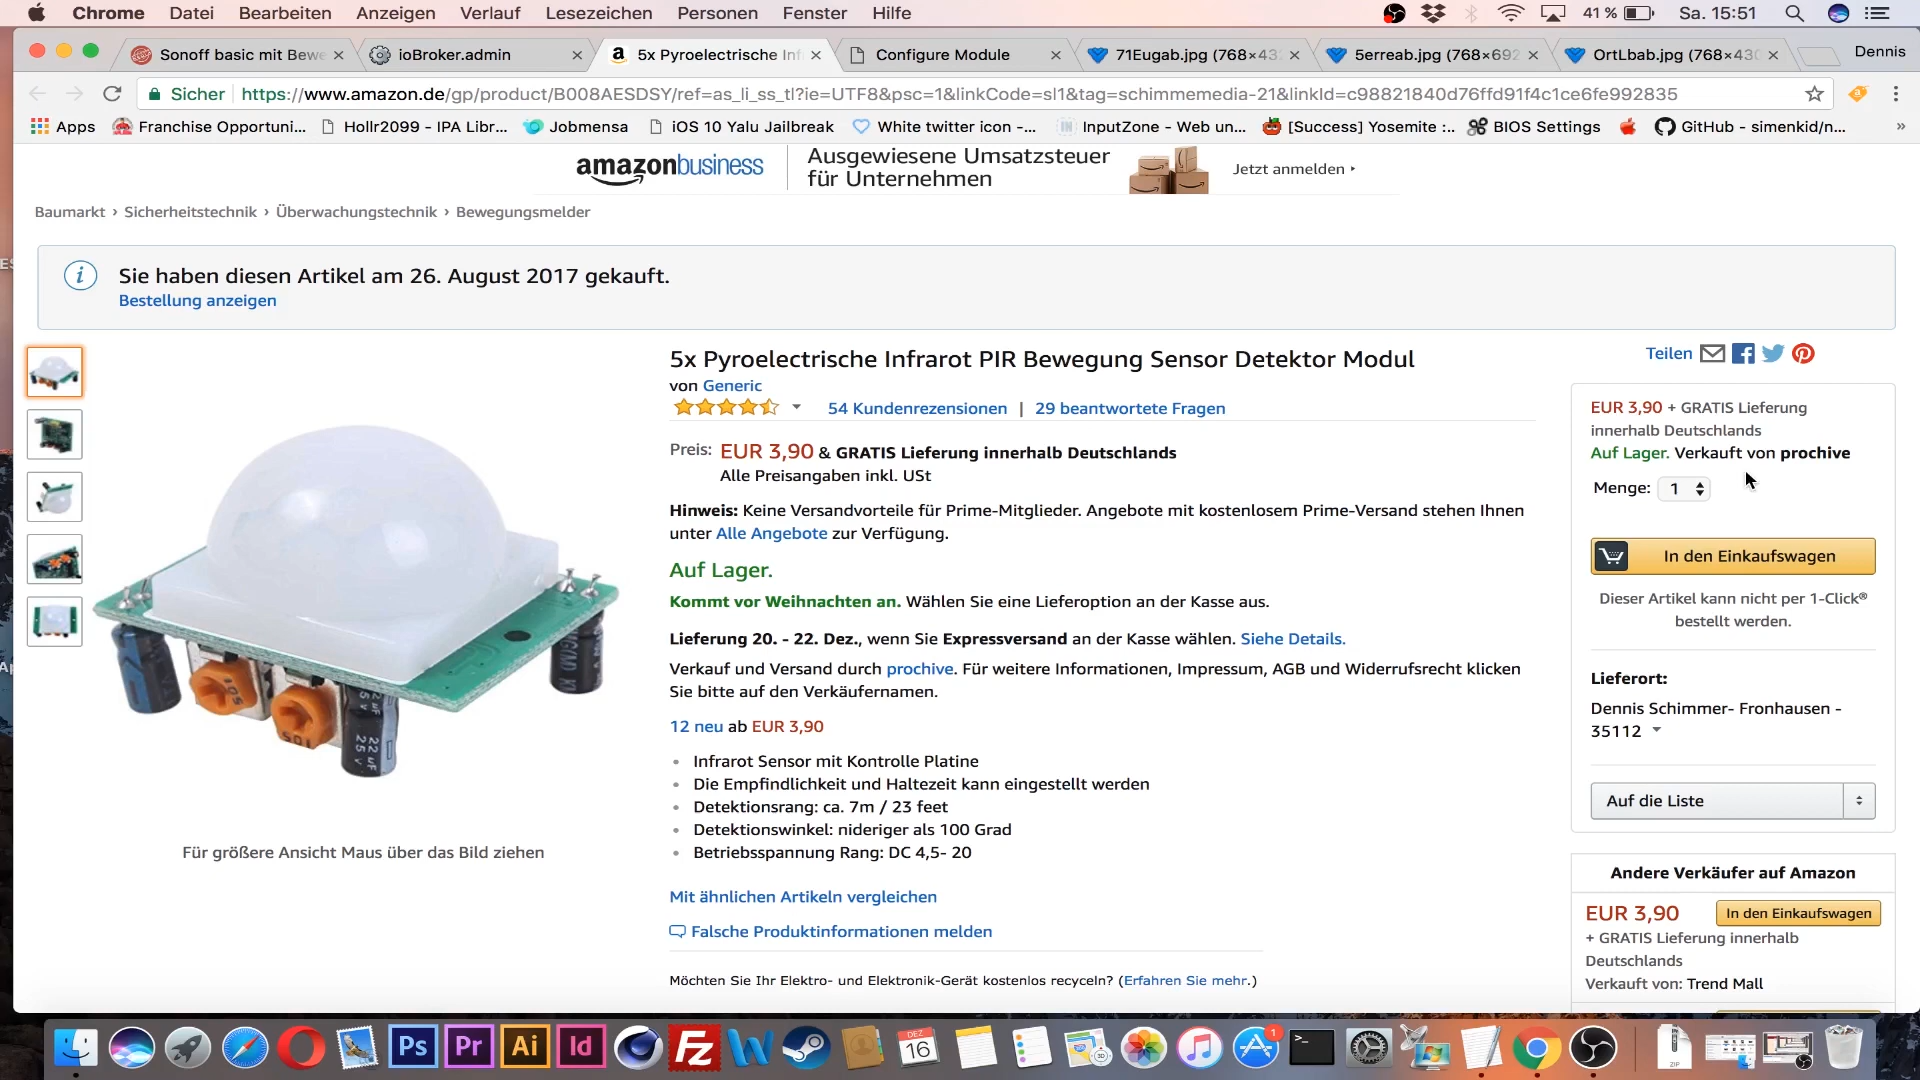 Chrome Datei Bearbeiten Anzeigen Verlauf Lesezeichen Personen Fenster Hilfe 41 % Sa. 15:51
Sonoff basic mit Bewe ioBroker.admin 5x Pyroelectrische Inf Configure Module 71Eugab.jpg (768×43 5erreab.jpg (768×692 OrtLbab.jpg (768×430 Dennis
Sicher https://www.amazon.de/gp/product/B008AESDSY/ref=as_li_ss_tl?ie=UTF8&psc=1&linkCode=sl1&tag=schimmemedia-21&linkId=c98821840d76ffd91f4c1ce6fe992835
Apps Franchise Opportuni... Hollr2099 - IPA Libr... Jobmensa iOS 10 Yalu Jailbreak White twitter icon -... InputZone - Web un... [Success] Yosemite :.. BIOS Settings GitHub - simenkid/n... »
amazonbusiness Ausgewiesene Umsatzsteuer
für Unternehmen
Jetzt anmelden ▸
Baumarkt › Sicherheitstechnik › Überwachungstechnik › Bewegungsmelder
Sie haben diesen Artikel am 26. August 2017 gekauft.
Bestellung anzeigen
5x Pyroelectrische Infrarot PIR Bewegung Sensor Detektor Modul
von Generic
54 Kundenrezensionen | 29 beantwortete Fragen
Preis: EUR 3,90 & GRATIS Lieferung innerhalb Deutschlands
Alle Preisangaben inkl. USt
Hinweis: Keine Versandvorteile für Prime-Mitglieder. Angebote mit kostenlosem Prime-Versand stehen Ihnen
unter Alle Angebote zur Verfügung.
Auf Lager.
Kommt vor Weihnachten an. Wählen Sie eine Lieferoption an der Kasse aus.
Lieferung 20. - 22. Dez., wenn Sie Expressversand an der Kasse wählen. Siehe Details.
Verkauf und Versand durch prochive. Für weitere Informationen, Impressum, AGB und Widerrufsrecht klicken
Sie bitte auf den Verkäufernamen.
12 neu ab EUR 3,90
Infrarot Sensor mit Kontrolle Platine
Die Empfindlichkeit und Haltezeit kann eingestellt werden
Detektionsrang: ca. 7m / 23 feet
Detektionswinkel: nideriger als 100 Grad
Betriebsspannung Rang: DC 4,5- 20
Mit ähnlichen Artikeln vergleichen
Falsche Produktinformationen melden
Möchten Sie Ihr Elektro- und Elektronik-Gerät kostenlos recyceln? (Erfahren Sie mehr.)
Für größere Ansicht Maus über das Bild ziehen
Teilen
EUR 3,90 + GRATIS Lieferung
innerhalb Deutschlands
Auf Lager. Verkauft von prochive
Menge: 1
In den Einkaufswagen
Dieser Artikel kann nicht per 1-Click®
bestellt werden.
Lieferort:
Dennis Schimmer- Fronhausen -
35112
Auf die Liste
Andere Verkäufer auf Amazon
EUR 3,90 In den Einkaufswagen
+ GRATIS Lieferung innerhalb
Deutschlands
Verkauft von: Trend Mall
Ps Pr Ai Id Fz W DEZ 16 1